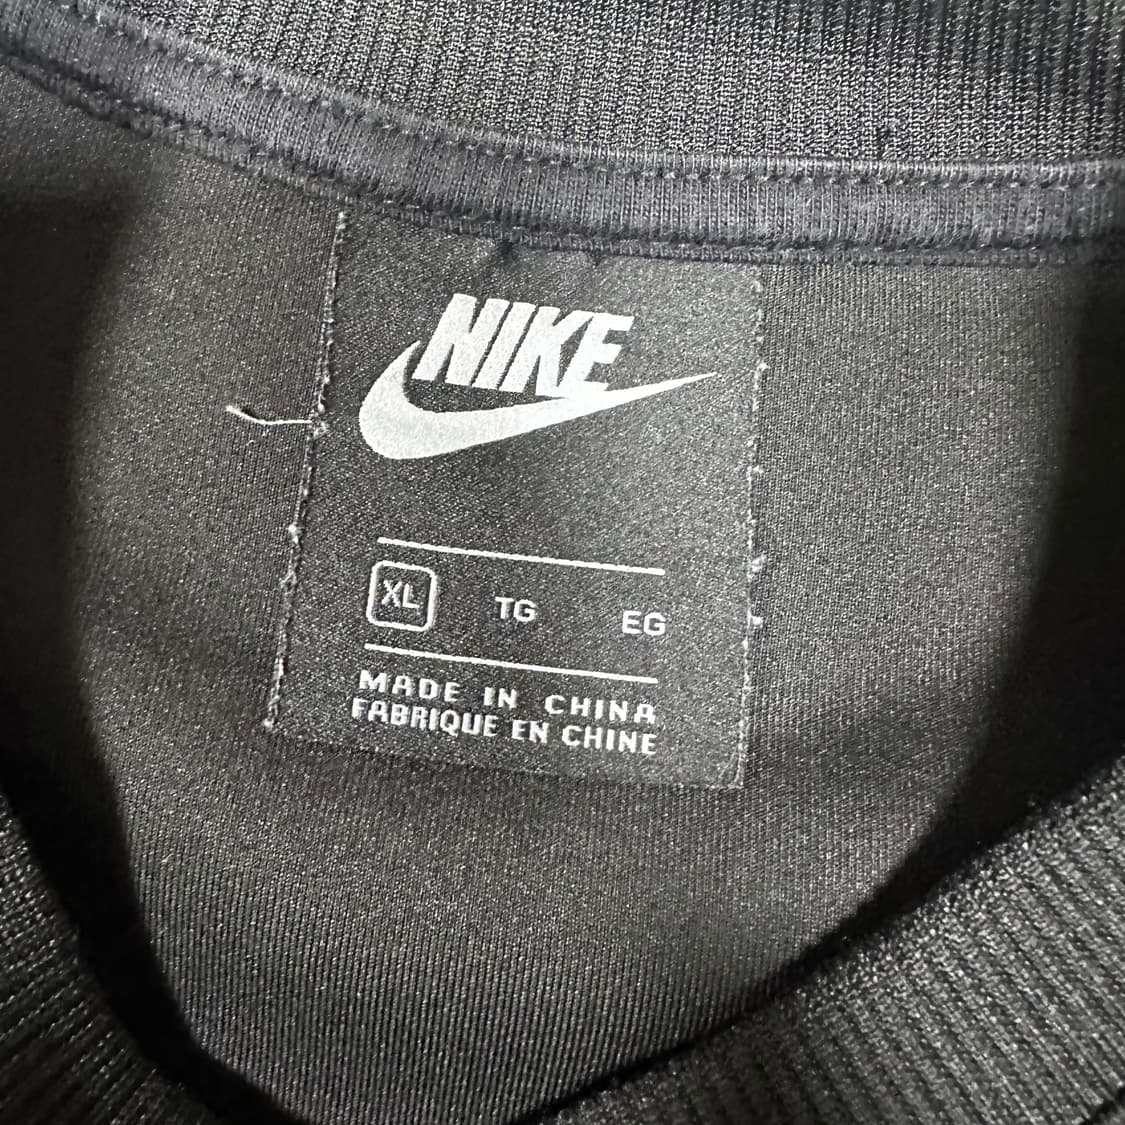 NIKE
XL TG EG
MADE IN CHINA
FABRIQUE EN CHINE